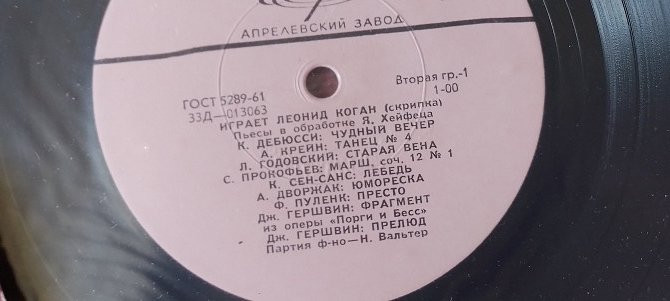 АПРЕЛЕВСКИЙ ЗАВОД
ГОСТ 5289-61
Вторая гр.-1
33Д—013063
1-00
ИГРАЕТ ЛЕОНИД КОГАН (скрипка)
Пьесы в обработке Я. Хейфеца
К. ДЕБЮССИ: ЧУДНЫЙ ВЕЧЕР
А. КРЕЙН: ТАНЕЦ № 4
Л. ГОДОВСКИЙ: СТАРАЯ ВЕНА
С. ПРОКОФЬЕВ: МАРШ, соч. 12 № 1
К. СЕН-САНС: ЛЕБЕДЬ
А. ДВОРЖАК: ЮМОРЕСКА
Ф. ПУЛЕНК: ПРЕСТО
Дж. ГЕРШВИН: ФРАГМЕНТ
из оперы «Порги и Бесс»
Дж. ГЕРШВИН: ПРЕЛЮД
Партия ф-но—Н. Вальтер